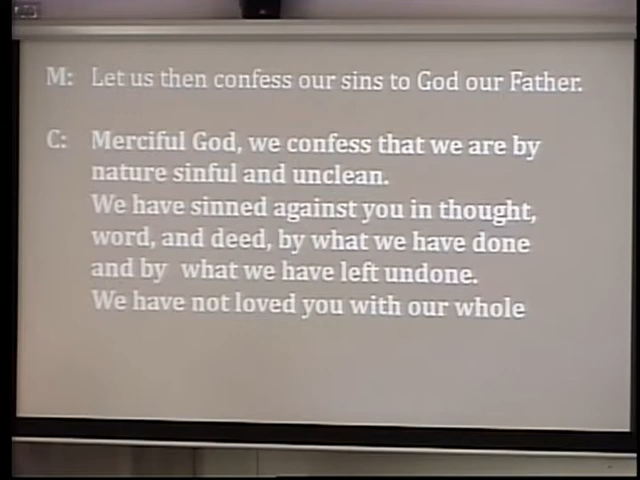 M: Let us then confess our sins to God our Father.
C: Merciful God, we confess that we are by
nature sinful and unclean.
We have sinned against you in thought,
word, and deed, by what we have done
and by what we have left undone.
We have not loved you with our whole